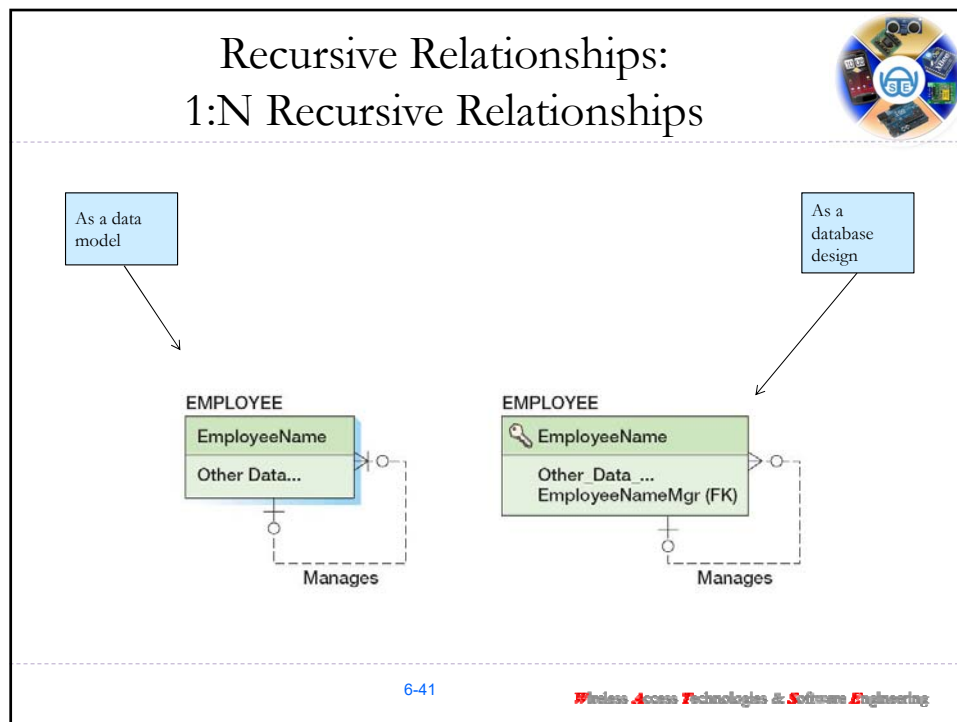 Recursive Relationships:
1:N Recursive Relationships
S E
As a data
model
As a
database
design
EMPLOYEE
EmployeeName
Other Data...
Manages
EMPLOYEE
EmployeeName
Other_Data_...
EmployeeNameMgr (FK)
Manages
6-41
Wireless Access Technologies & Software Engineering